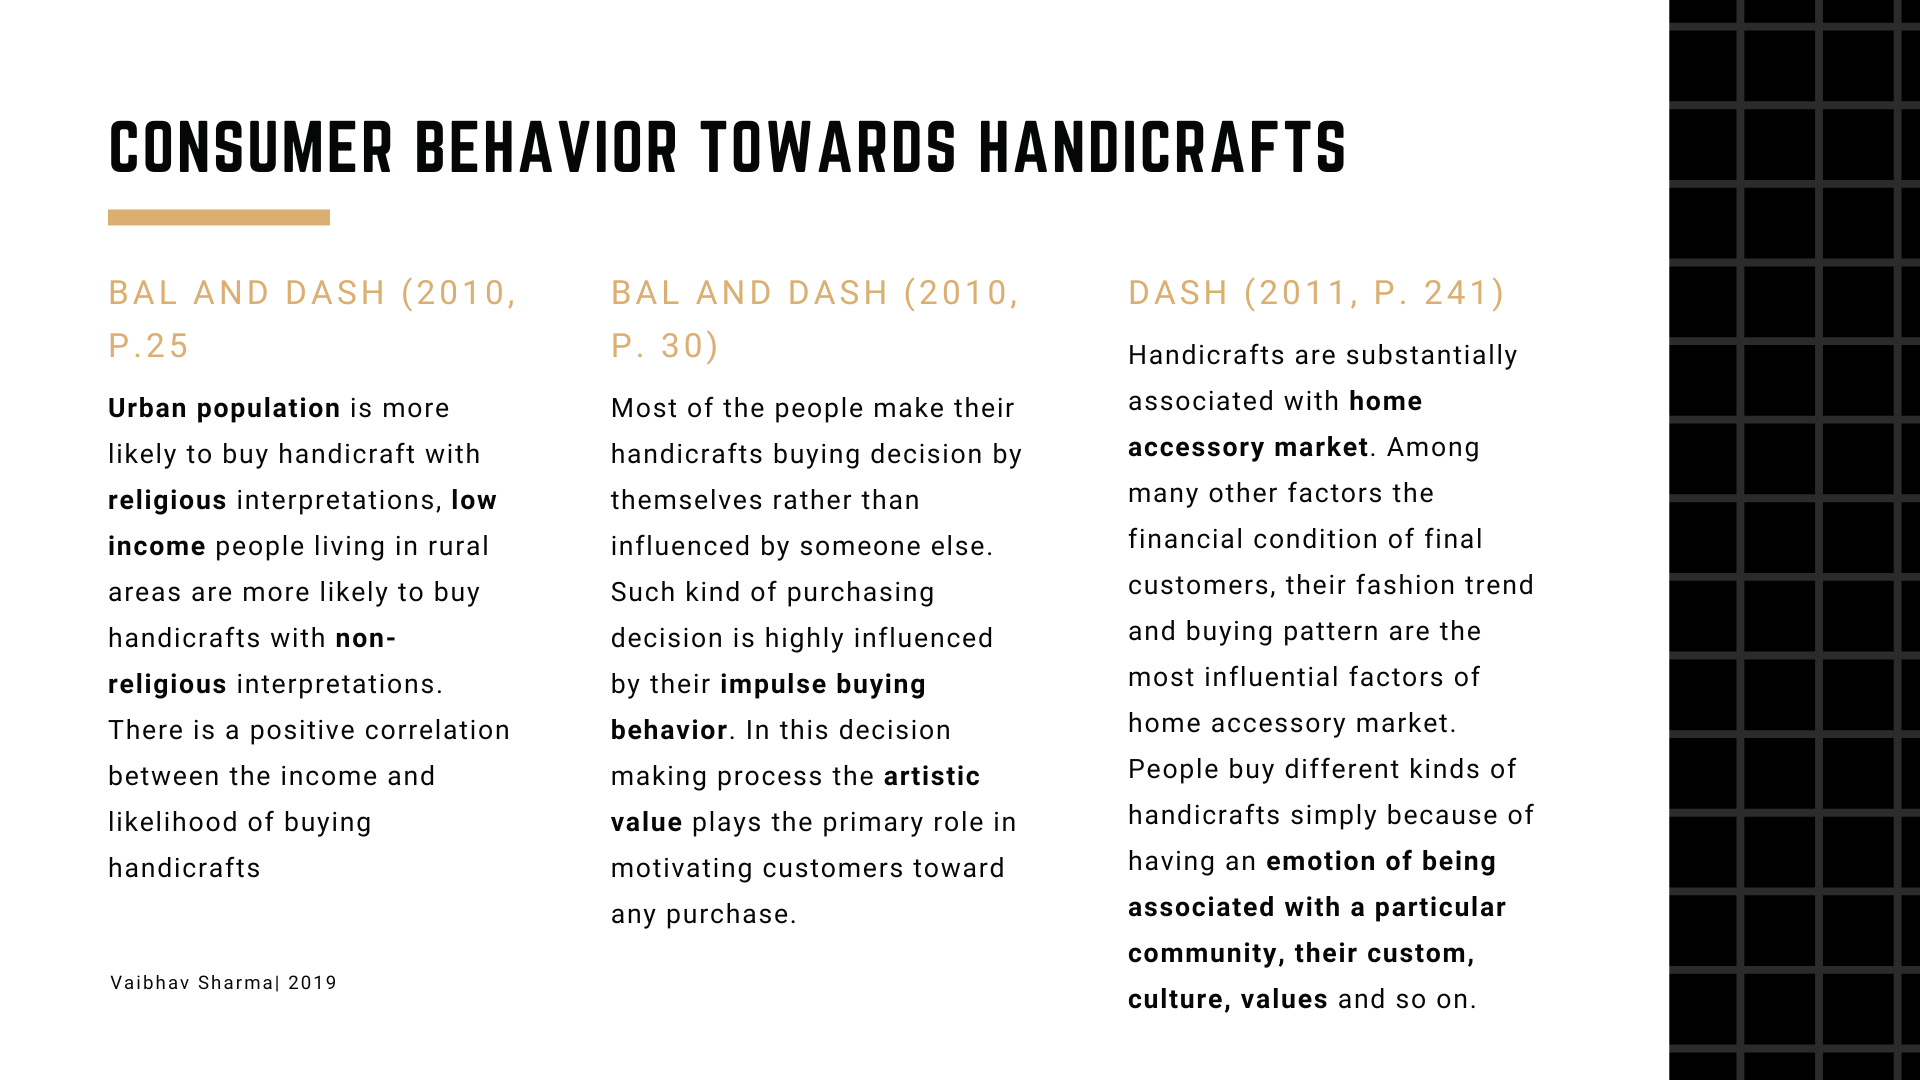 CONSUMER BEHAVIOR TOWARDS HANDICRAFTS
BAL AND DASH (2010,
P.25
Urban population is more
likely to buy handicraft with
religious interpretations, low
income people living in rural
areas are more likely to buy
handicrafts with non-
religious interpretations.
There is a positive correlation
between the income and
likelihood of buying
handicrafts
BAL AND DASH (2010,
P. 30)
Most of the people make their
handicrafts buying decision by
themselves rather than
influenced by someone else.
Such kind of purchasing
decision is highly influenced
by their impulse buying
behavior. In this decision
making process the artistic
value plays the primary role in
motivating customers toward
any purchase.
DASH (2011, P. 241)
Handicrafts are substantially
associated with home
accessory market. Among
many other factors the
financial condition of final
customers, their fashion trend
and buying pattern are the
most influential factors of
home accessory market.
People buy different kinds of
handicrafts simply because of
having an emotion of being
associated with a particular
community, their custom,
culture, values and so on.
Vaibhav Sharma| 2019